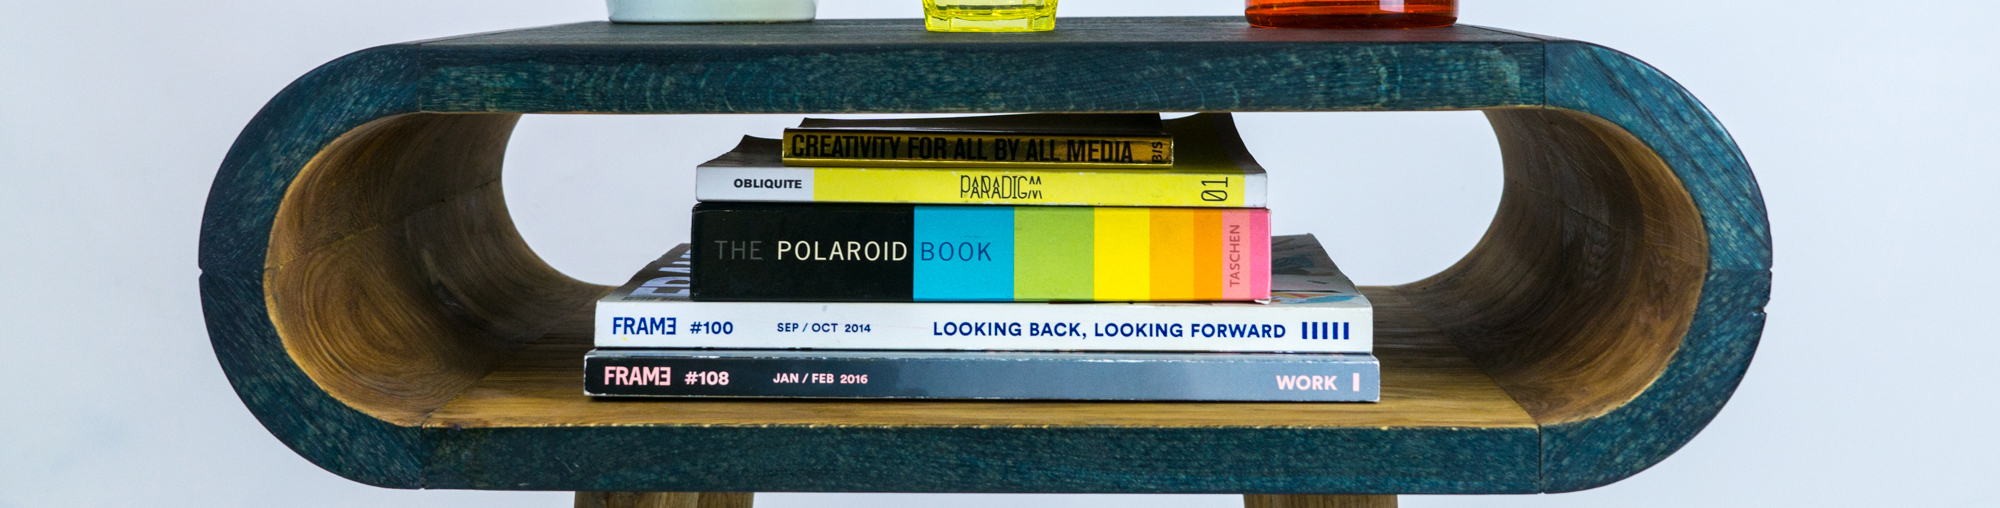 CREATIVITY FOR ALL BY ALL MEDIA BIS
OBLIQUITE PARADIGM 01
THE POLAROID BOOK TASCHEN
FRAME #100 SEP / OCT 2014 LOOKING BACK, LOOKING FORWARD
FRAME #108 JAN / FEB 2016 WORK